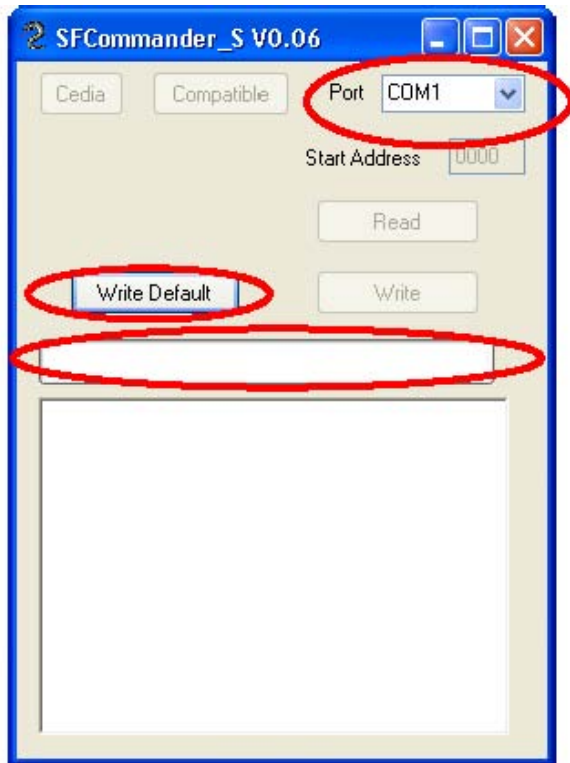 SFCommander_S V0.06
Cedia Compatible Port COM1
Start Address 0000
Read
Write Default Write